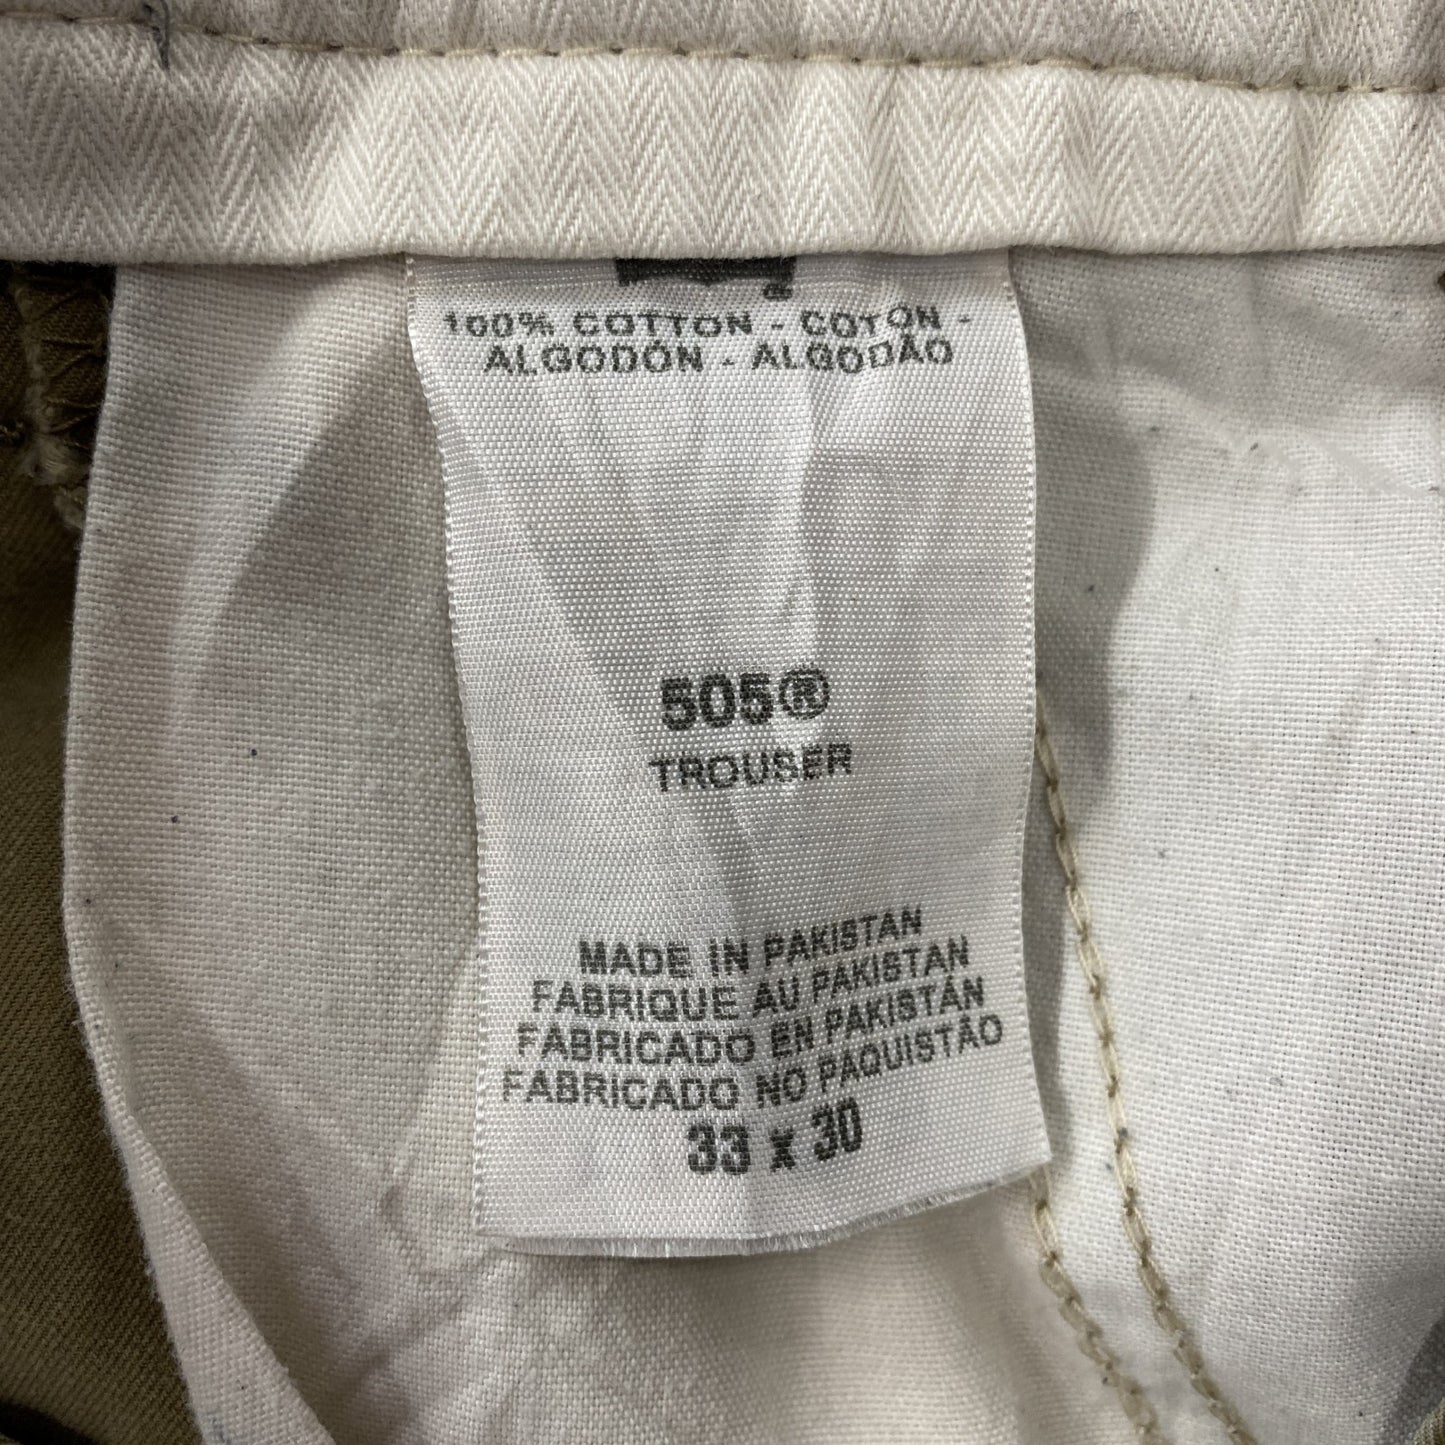 100% COTTON - COTON -
ALGODÓN - ALGODÃO
505®
TROUSER
MADE IN PAKISTAN
FABRIQUE AU PAKISTAN
FABRICADO EN PAKISTÁN
FABRICADO NO PAQUISTÃO
33 x 30